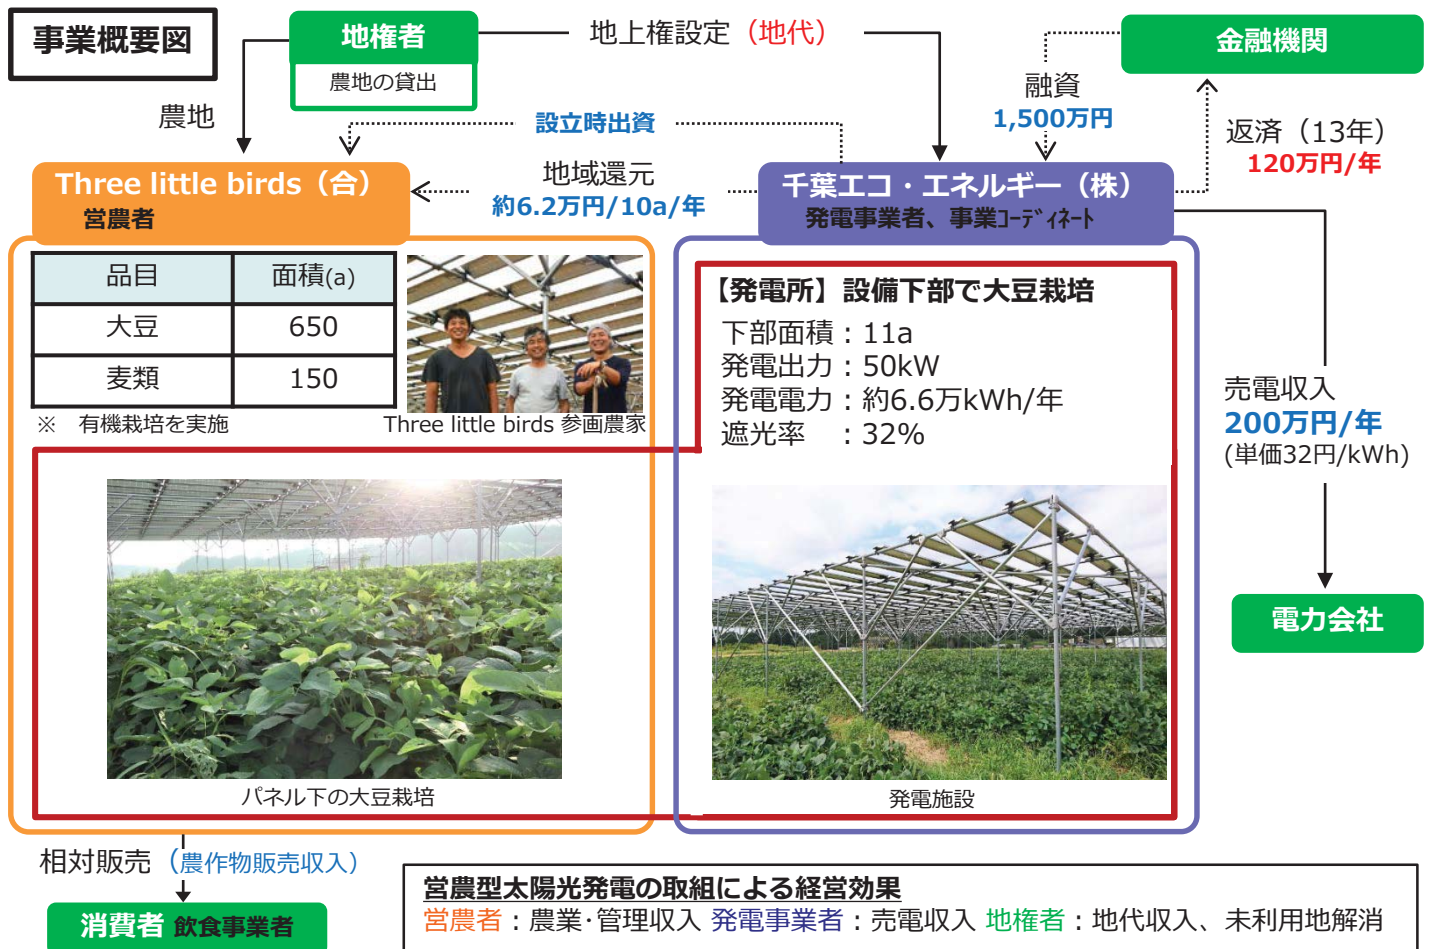 事業概要図
地権者
農地の貸出
地上権設定（地代）
金融機関
農地
設立時出資
融資
1,500万円
返済（13年）
120万円/年
地域還元
約6.2万円/10a/年
Three little birds（合）
営農者
千葉エコ・エネルギー（株）
発電事業者、事業ｺｰﾃﾞｨﾈｰﾄ
品目 面積(a)
大豆 650
麦類 150
※ 有機栽培を実施
Three little birds 参画農家
【発電所】設備下部で大豆栽培
下部面積：11a
発電出力：50kW
発電電力：約6.6万kWh/年
遮光率 ：32%
売電収入
200万円/年
(単価32円/kWh)
電力会社
パネル下の大豆栽培
発電施設
相対販売（農作物販売収入）
消費者 飲食事業者
営農型太陽光発電の取組による経営効果
営農者：農業･管理収入 発電事業者：売電収入 地権者：地代収入、未利用地解消